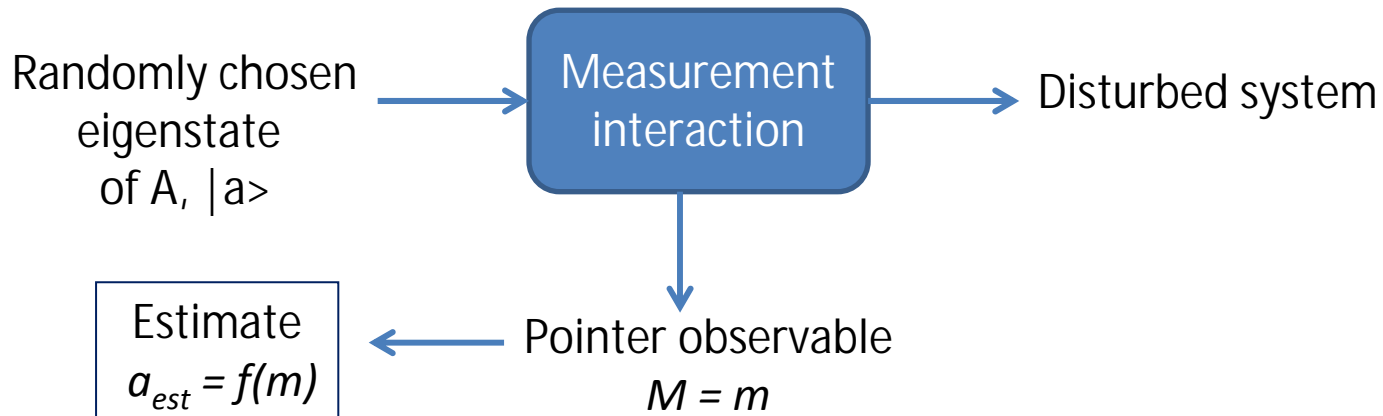 Randomly chosen
eigenstate
of A, |a>
Measurement
interaction
Disturbed system
Estimate
a_est = f(m)
Pointer observable
M = m